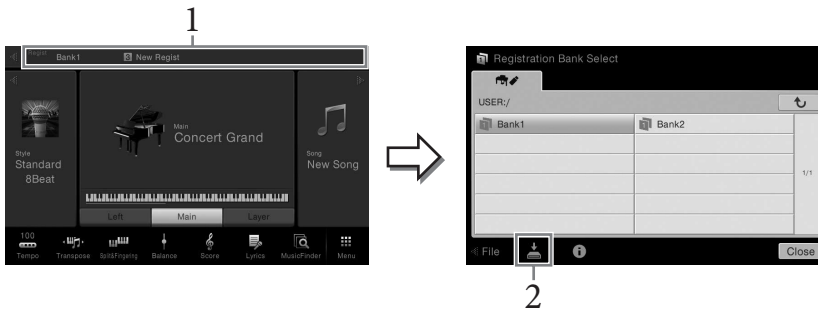 1
Regist
Bank1 New Regist
Main
Concert Grand
Style
Standard
8Beat
Song
New Song
Left Main Layer
100
Tempo Transpose Split&Fingering Balance Score Lyrics MusicFinder Menu
Registration Bank Select
USER:/
Bank1 Bank2
1/1
File Close
2